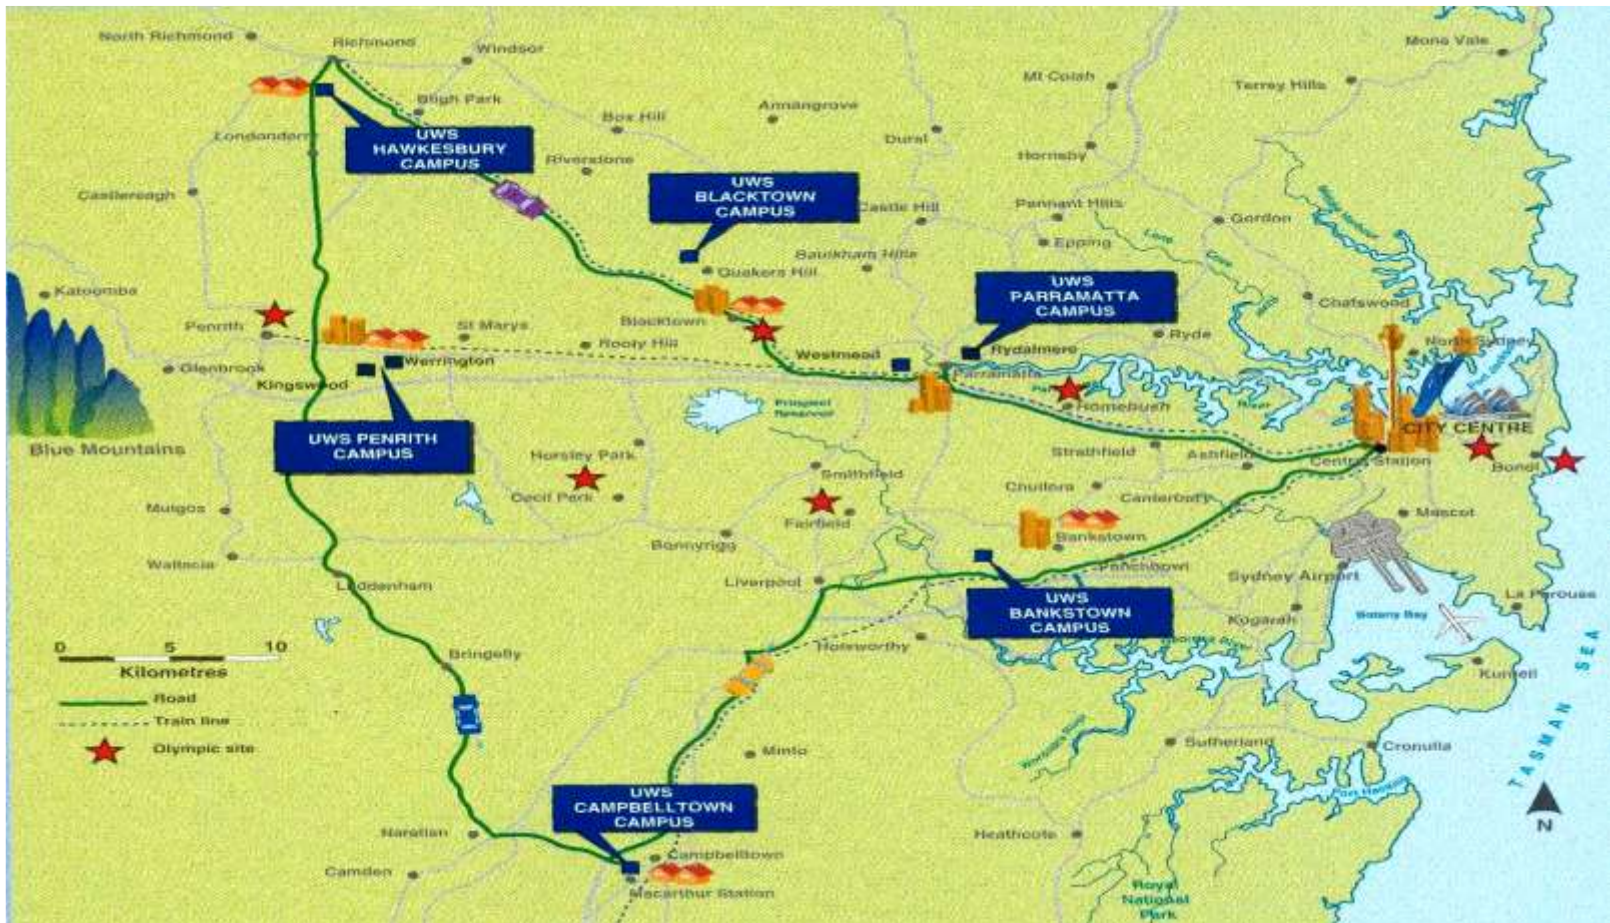 North Richmond
Richmond
Windsor
Mona Vale
Mt Colah
Terrey Hills
Bligh Park
Box Hill
Annangrove
Dural
UWS
HAWKESBURY
CAMPUS
Riverstone
Hornsby
Castlereagh
UWS
BLACKTOWN
CAMPUS
Castle Hill
Pennant Hills
Gordon
Epping
Lane
Cove
Baulkham Hills
Quakers Hill
Katoomba
UWS
PARRAMATTA
CAMPUS
Chatswood
Penrith
St Marys
Blacktown
Rooty Hill
Ryde
North Sydney
Westmead
Rydalmere
Glenbrook
Werrington
Kingswood
Parramatta
River
Prospect
Reservoir
Homebush
CITY CENTRE
Blue Mountains
UWS PENRITH
CAMPUS
Horsley Park
Strathfield
Ashfield
Central Station
Bondi
Smithfield
Cecil Park
Chullora
Canterbury
Mulgoa
Fairfield
Mascot
Bonnyrigg
Bankstown
Wallacia
Punchbowl
Luddenham
Liverpool
Sydney Airport
UWS
BANKSTOWN
CAMPUS
La Perouse
Kogarah
Botany Bay
Holsworthy
0 5 10
Kilometres
Bringelly
Kurnell
Road
Train line
Olympic site
Minto
Sutherland
Cronulla
TASMAN SEA
UWS
CAMPBELLTOWN
CAMPUS
Port Hacking
N
Narellan
Heathcote
Campbelltown
Camden
Macarthur Station
Royal
National
Park